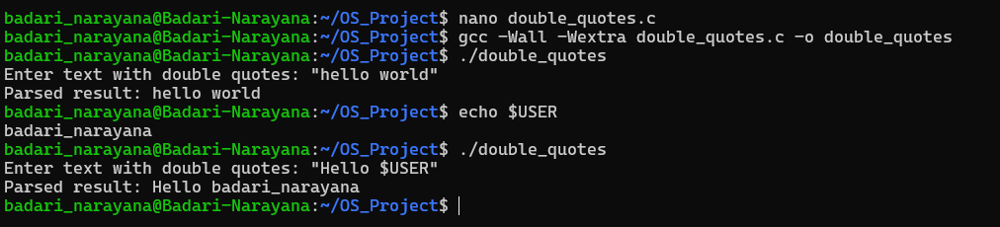 badari_narayana@Badari-Narayana:~/OS_Project$ nano double_quotes.c
badari_narayana@Badari-Narayana:~/OS_Project$ gcc -Wall -Wextra double_quotes.c -o double_quotes
badari_narayana@Badari-Narayana:~/OS_Project$ ./double_quotes
Enter text with double quotes: "hello world"
Parsed result: hello world
badari_narayana@Badari-Narayana:~/OS_Project$ echo $USER
badari_narayana
badari_narayana@Badari-Narayana:~/OS_Project$ ./double_quotes
Enter text with double quotes: "Hello $USER"
Parsed result: Hello badari_narayana
badari_narayana@Badari-Narayana:~/OS_Project$